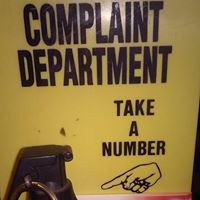 COMPLAINT
DEPARTMENT
TAKE
A
NUMBER